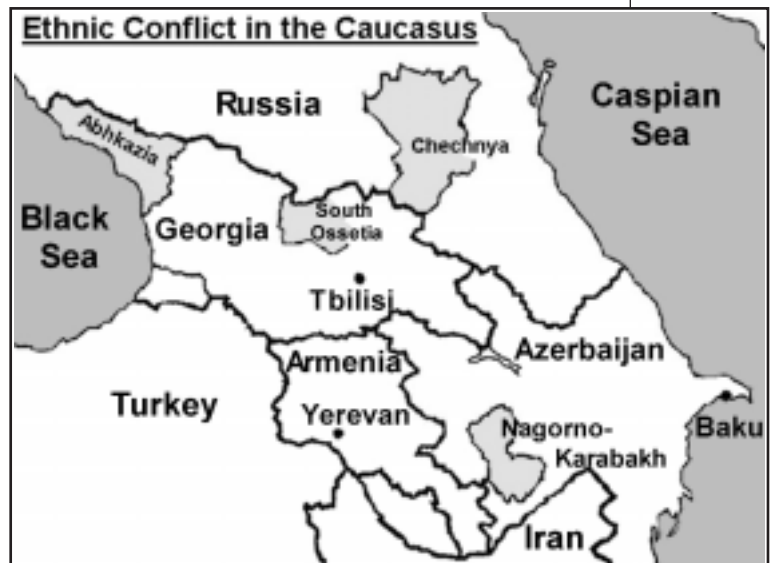 Ethnic Conflict in the Caucasus
Russia
Caspian
Sea
Abhkazia
Chechnya
Black
Sea
Georgia
South
Ossetia
Tbilisi
Azerbaijan
Armenia
Turkey
Yerevan
Nagorno-
Karabakh
Baku
Iran